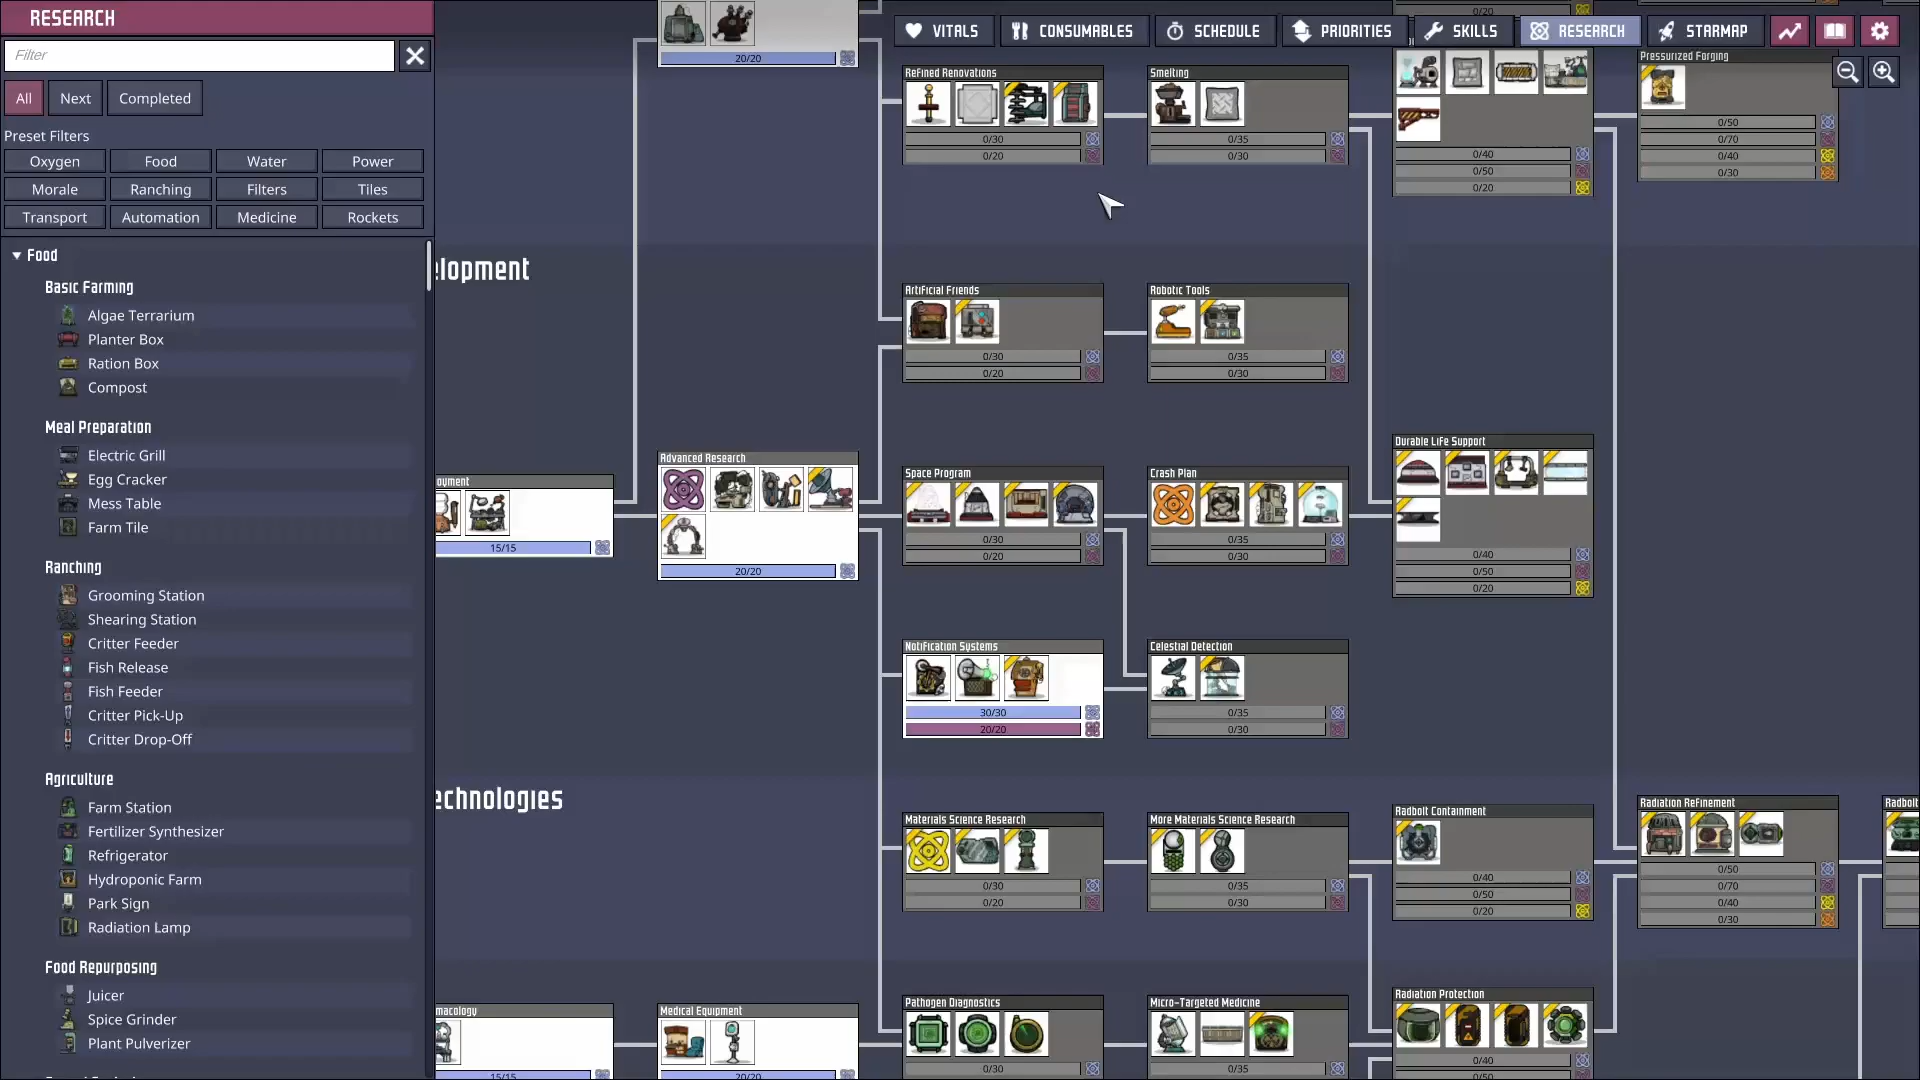 RESEARCH
Filter
All Next Completed
Preset Filters
Oxygen Food Water Power
Morale Ranching Filters Tiles
Transport Automation Medicine Rockets
Food
Basic Farming
Algae Terrarium
Planter Box
Ration Box
Compost
Meal Preparation
Electric Grill
Egg Cracker
Mess Table
Farm Tile
Ranching
Grooming Station
Shearing Station
Critter Feeder
Fish Release
Fish Feeder
Critter Pick-Up
Critter Drop-Off
Agriculture
Farm Station
Fertilizer Synthesizer
Refrigerator
Hydroponic Farm
Park Sign
Radiation Lamp
Food Repurposing
Juicer
Spice Grinder
Plant Pulverizer
VITALS CONSUMABLES SCHEDULE PRIORITIES SKILLS RESEARCH STARMAP
0/20
20/20
Refined Renovations
0/30
0/20
Smelting
0/35
0/30
0/40
0/50
0/20
Pressurized Forging
0/50
0/70
0/40
0/30
elopment
Artificial Friends
0/30
0/20
Robotic Tools
0/35
0/30
oyment
15/15
Advanced Research
20/20
Space Program
0/30
0/20
Crash Plan
0/35
0/30
Durable Life Support
0/40
0/50
0/20
Notification Systems
30/30
20/20
Celestial Detection
0/35
0/30
echnologies
Materials Science Research
0/30
0/20
More Materials Science Research
0/35
0/30
Radbolt Containment
0/40
0/50
0/20
Radiation Refinement
0/50
0/70
0/40
0/30
Radbolt
macology
15/15
Medical Equipment
20/20
Pathogen Diagnostics
0/30
Micro-Targeted Medicine
0/35
Radiation Protection
0/40
0/50